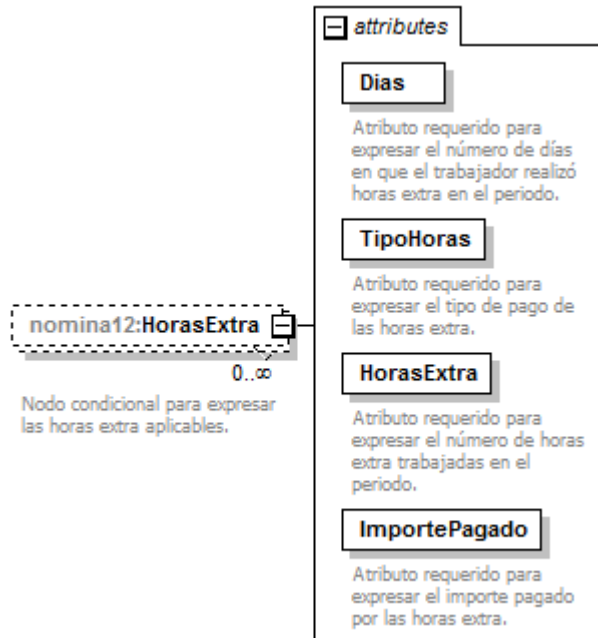 attributes
Dias
Atributo requerido para
expresar el número de días
en que el trabajador realizó
horas extra en el periodo.
TipoHoras
Atributo requerido para
expresar el tipo de pago de
las horas extra.
nomina12:HorasExtra
0..∞
Nodo condicional para expresar
las horas extra aplicables.
HorasExtra
Atributo requerido para
expresar el número de horas
extra trabajadas en el
periodo.
ImportePagado
Atributo requerido para
expresar el importe pagado
por las horas extra.